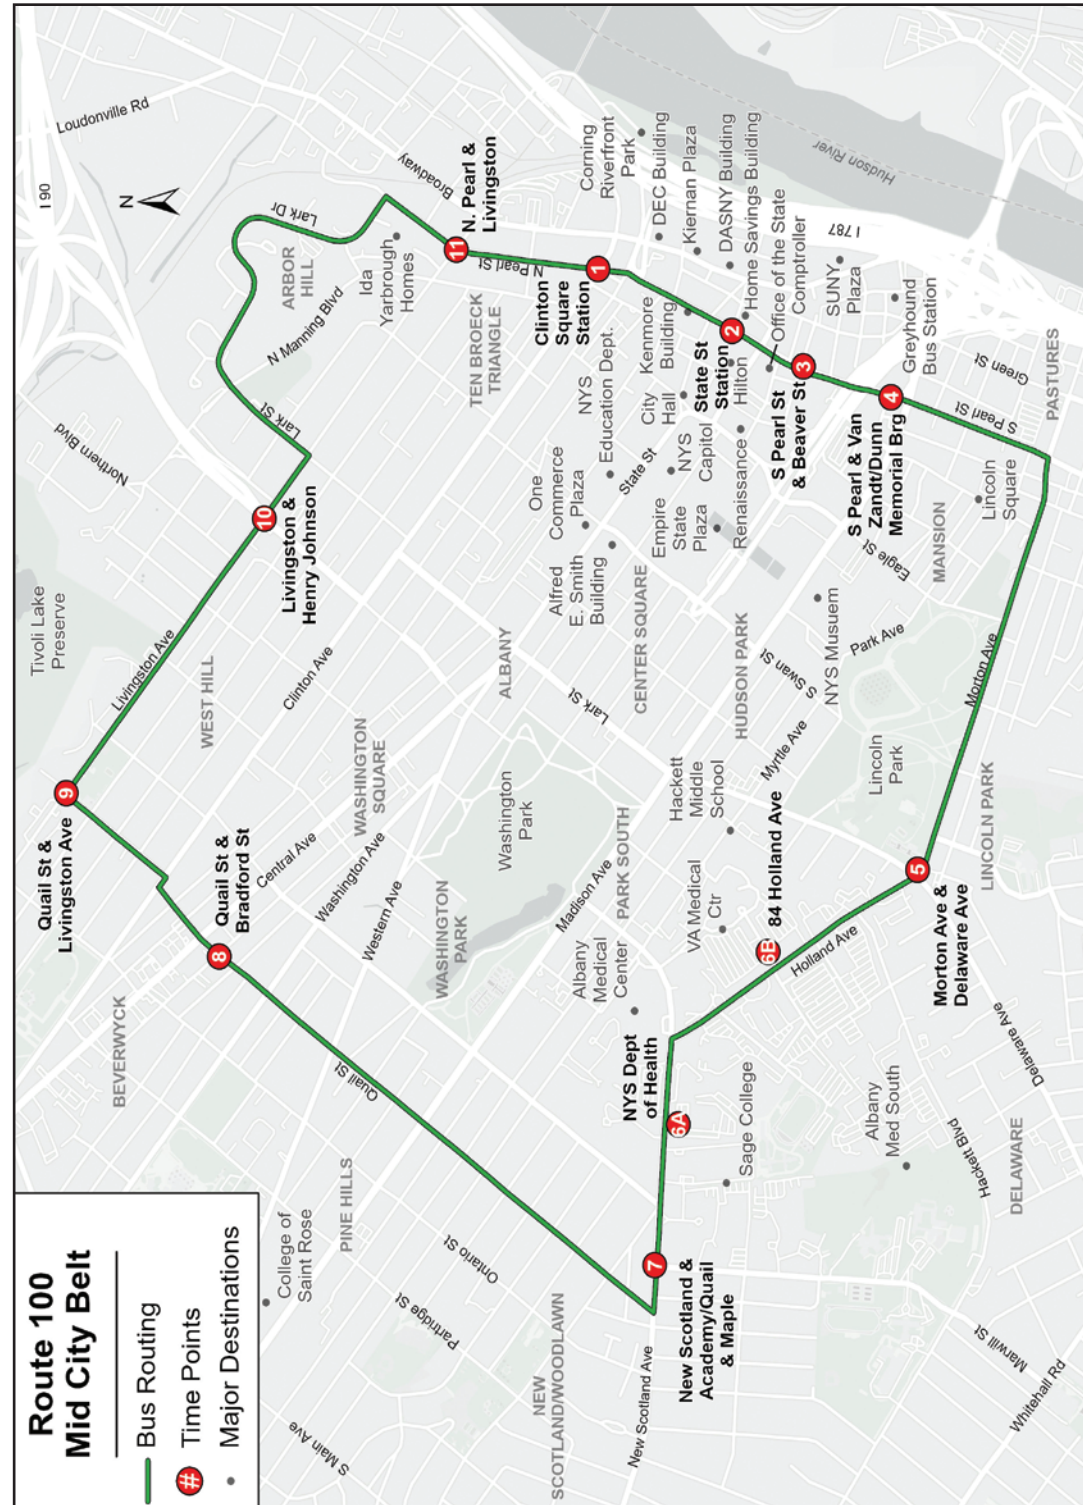 Route 100
Mid City Belt
Bus Routing
# Time Points
Major Destinations
I 90
Loudonville Rd
N
Broadway
Lark Dr
ARBOR
HILL
Ida
Yarbrough
Homes
N Manning Blvd
Lark St
Northern Blvd
11
N. Pearl &
Livingston
N Pearl St
TEN BROECK
TRIANGLE
1
Clinton
Square
Station
Corning
Riverfront
Park
DEC Building
Kiernan Plaza
DASNY Building
Home Savings Building
Office of the State
Comptroller
Hudson River
I 787
SUNY
Plaza
Greyhound
Bus Station
Green St
PASTURES
S Pearl St
Kenmore
Building
2
State St
Station
Hilton
3
S Pearl St
& Beaver St
4
S Pearl & Van
Zandt/Dunn
Memorial Brg
NYS
Education Dept.
City
Hall
State St
NYS
Capitol
Renaissance
One
Commerce
Plaza
Empire
State
Plaza
Alfred
E. Smith
Building
CENTER SQUARE
Eagle St
MANSION
Lincoln
Square
NYS Musuem
Park Ave
S Swan St
HUDSON PARK
Morton Ave
Myrtle Ave
Lincoln
Park
LINCOLN PARK
Lark St
ALBANY
10
Livingston &
Henry Johnson
Tivoli Lake
Preserve
Livingston Ave
WEST HILL
Clinton Ave
WASHINGTON
SQUARE
9
Quail St &
Livingston Ave
8
Quail St &
Bradford St
Central Ave
Washington Ave
Western Ave
Washington
Park
WASHINGTON
PARK
Madison Ave
PARK SOUTH
Hackett
Middle
School
VA Medical
Ctr
6B
84 Holland Ave
Holland Ave
5
Morton Ave &
Delaware Ave
Albany
Medical
Center
NYS Dept
of Health
6A
Sage College
Albany
Med South
Hackett Blvd
Delaware Ave
DELAWARE
BEVERWYCK
Quail St
PINE HILLS
College of
Saint Rose
Ontario St
Partridge St
S Main Ave
NEW
SCOTLAND/WOODLAWN
New Scotland Ave
7
New Scotland &
Academy/Quail
& Maple
Marwill St
Whitehall Rd